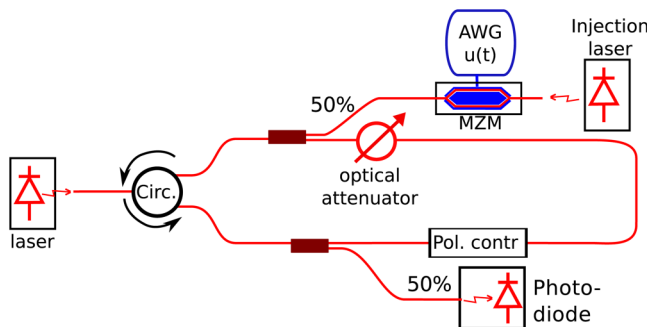 AWG
u(t)
Injection
laser
50%
MZM
optical
attenuator
Circ.
laser
Pol. contr
50%
Photo-
diode